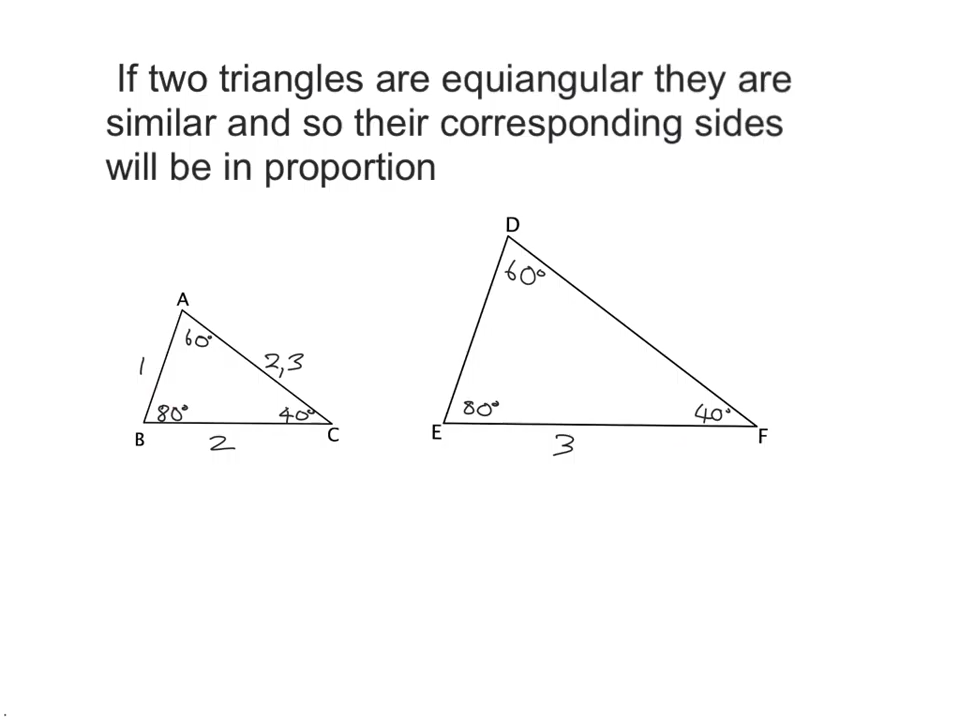 If two triangles are equiangular they are
similar and so their corresponding sides
will be in proportion
D
60°
A
60°
1
2,3
80°
40°
B
2
C
80°
40°
E
3
F